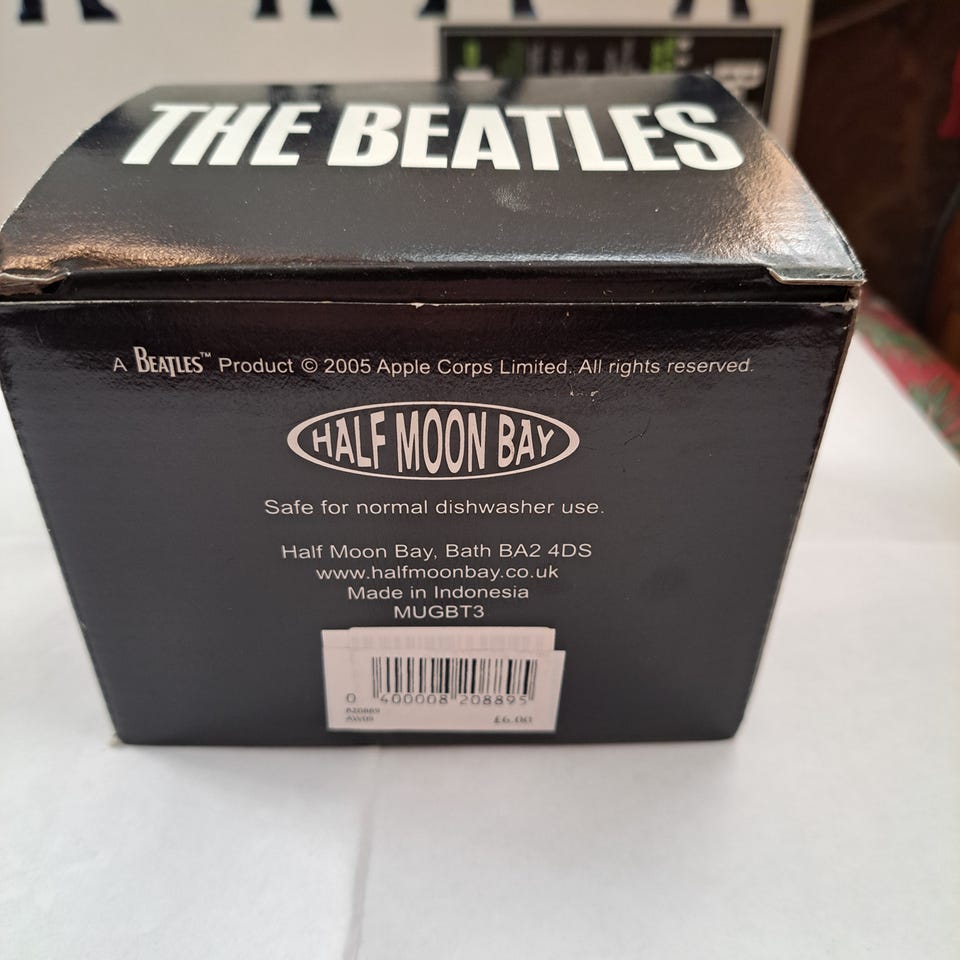 THE BEATLES
A BEATLES™ Product © 2005 Apple Corps Limited. All rights reserved.
HALF MOON BAY
Safe for normal dishwasher use.
Half Moon Bay, Bath BA2 4DS
www.halfmoonbay.co.uk
Made in Indonesia
MUGBT3
0 400008 208895
£6.00